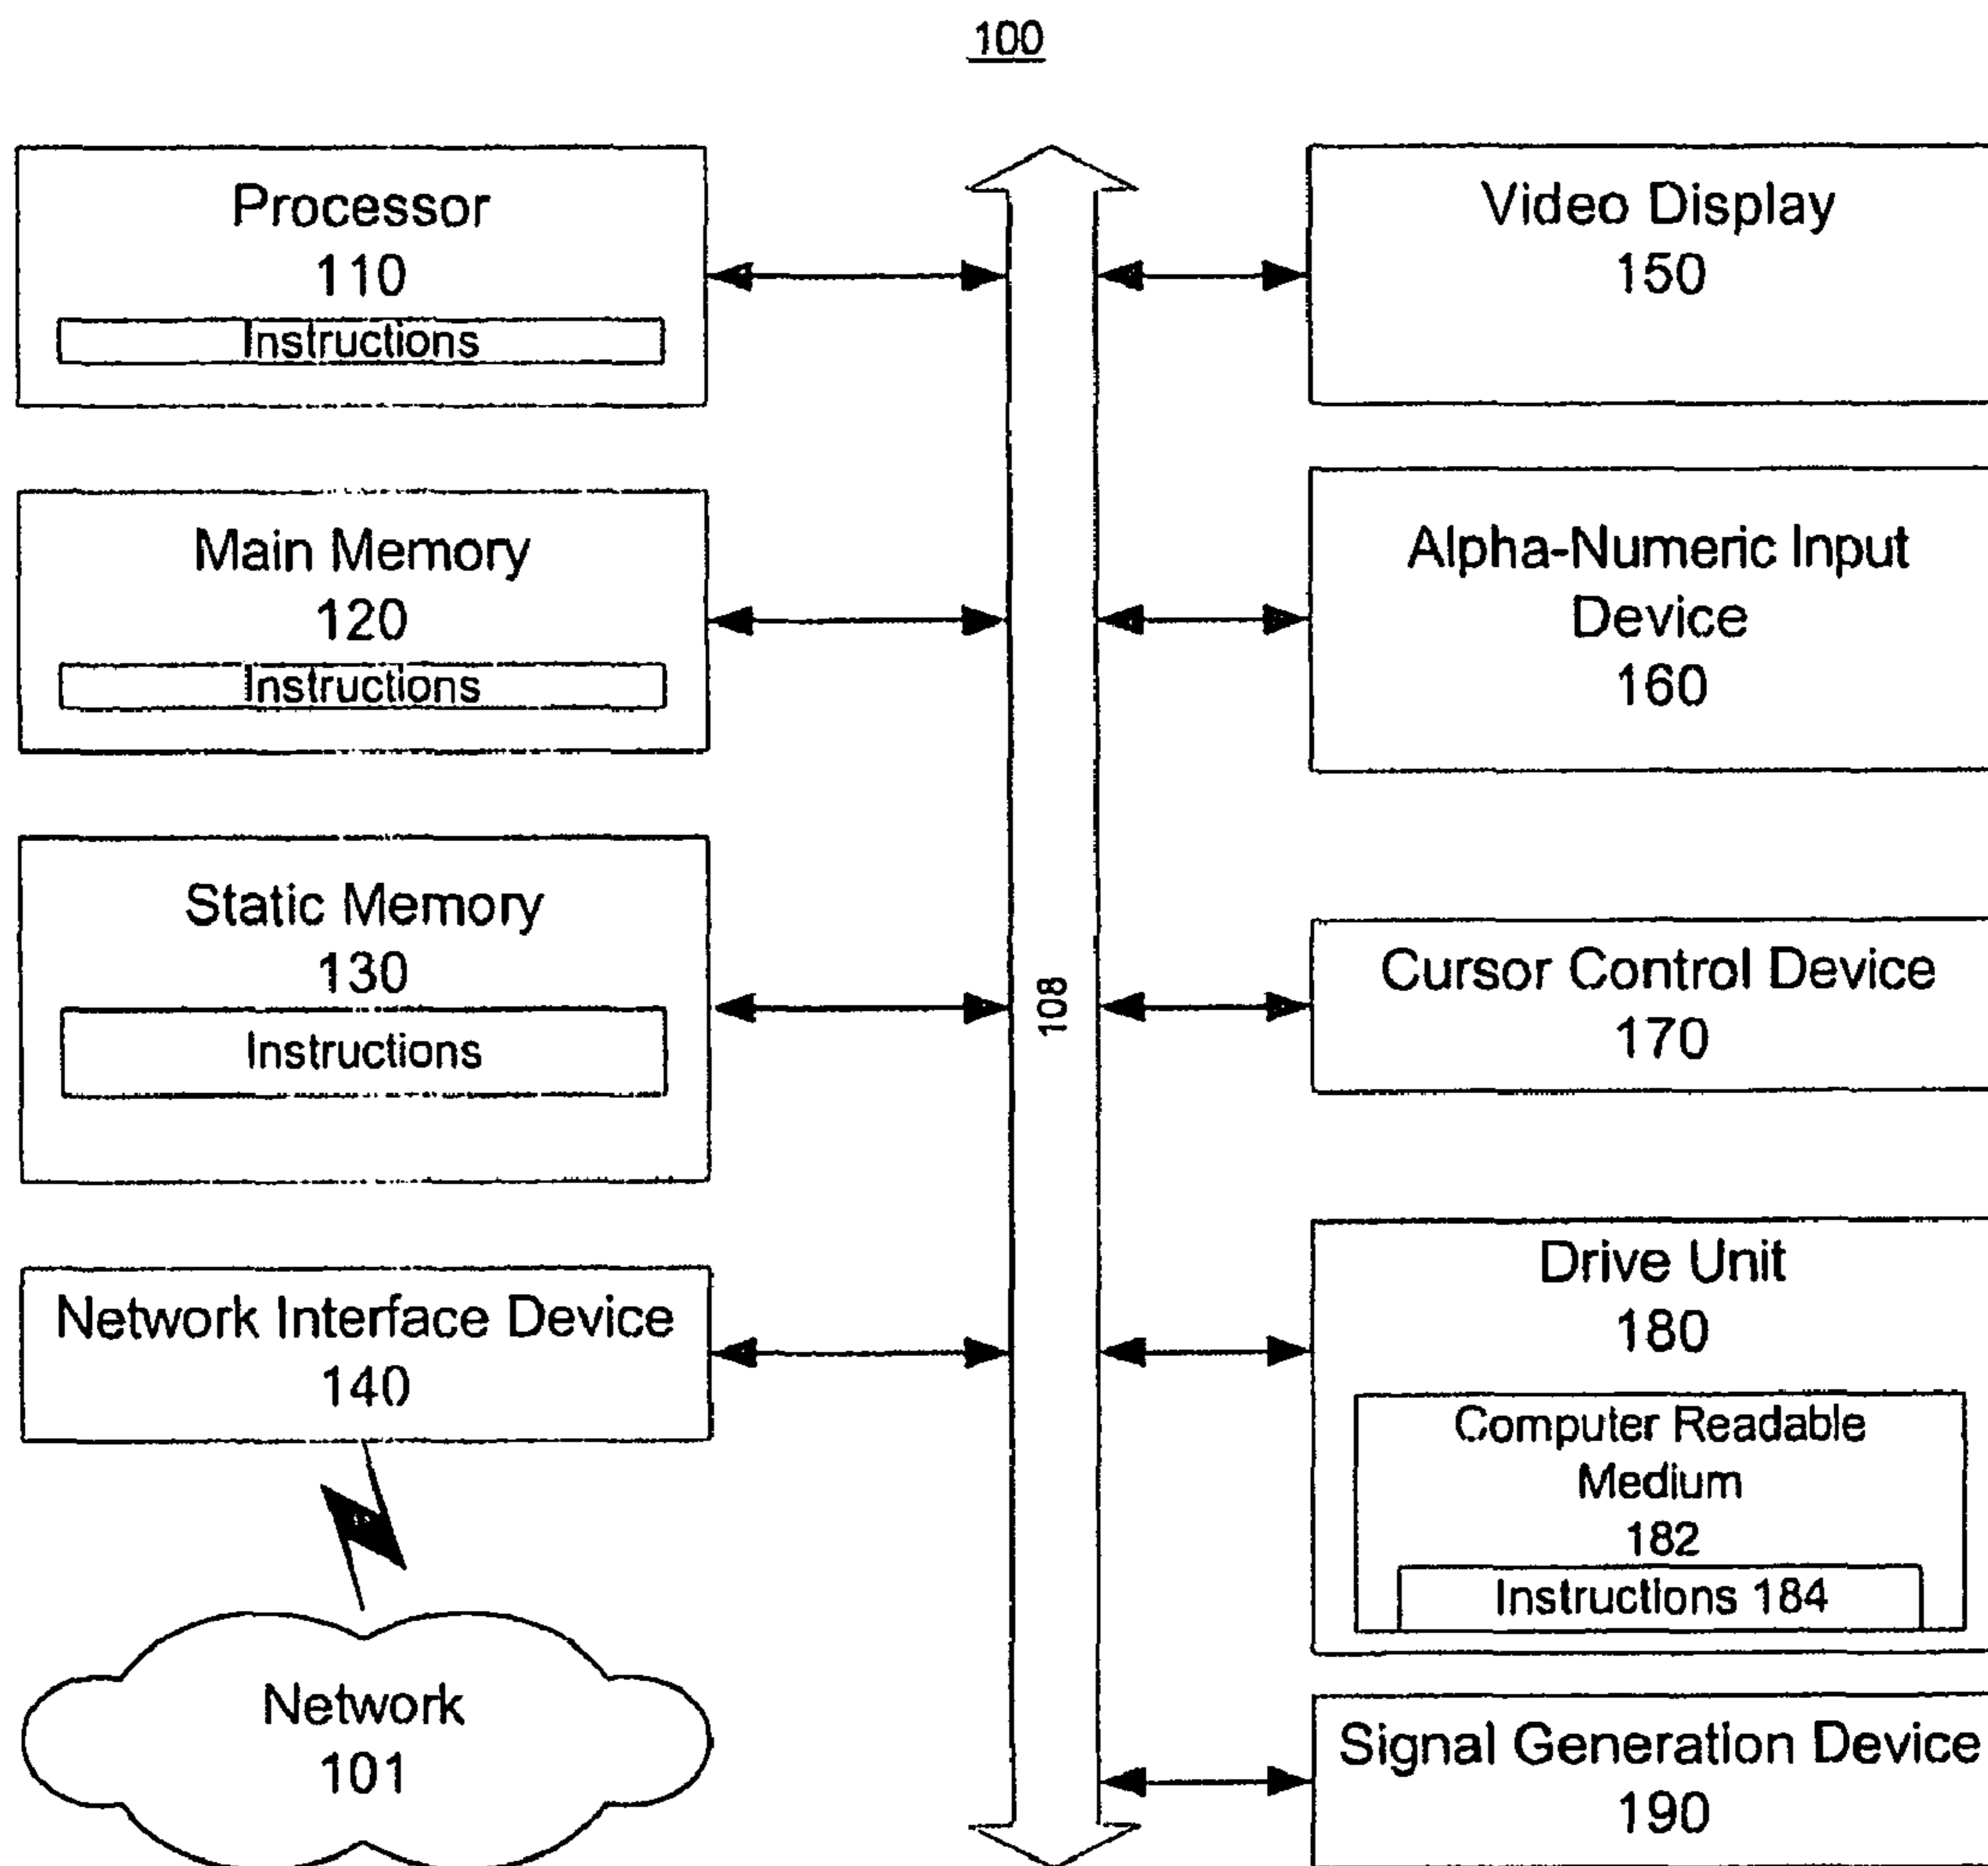 100
Processor
110
Instructions
Main Memory
120
Instructions
Static Memory
130
Instructions
Network Interface Device
140
Network
101
108
Video Display
150
Alpha-Numeric Input
Device
160
Cursor Control Device
170
Drive Unit
180
Computer Readable
Medium
182
Instructions 184
Signal Generation Device
190